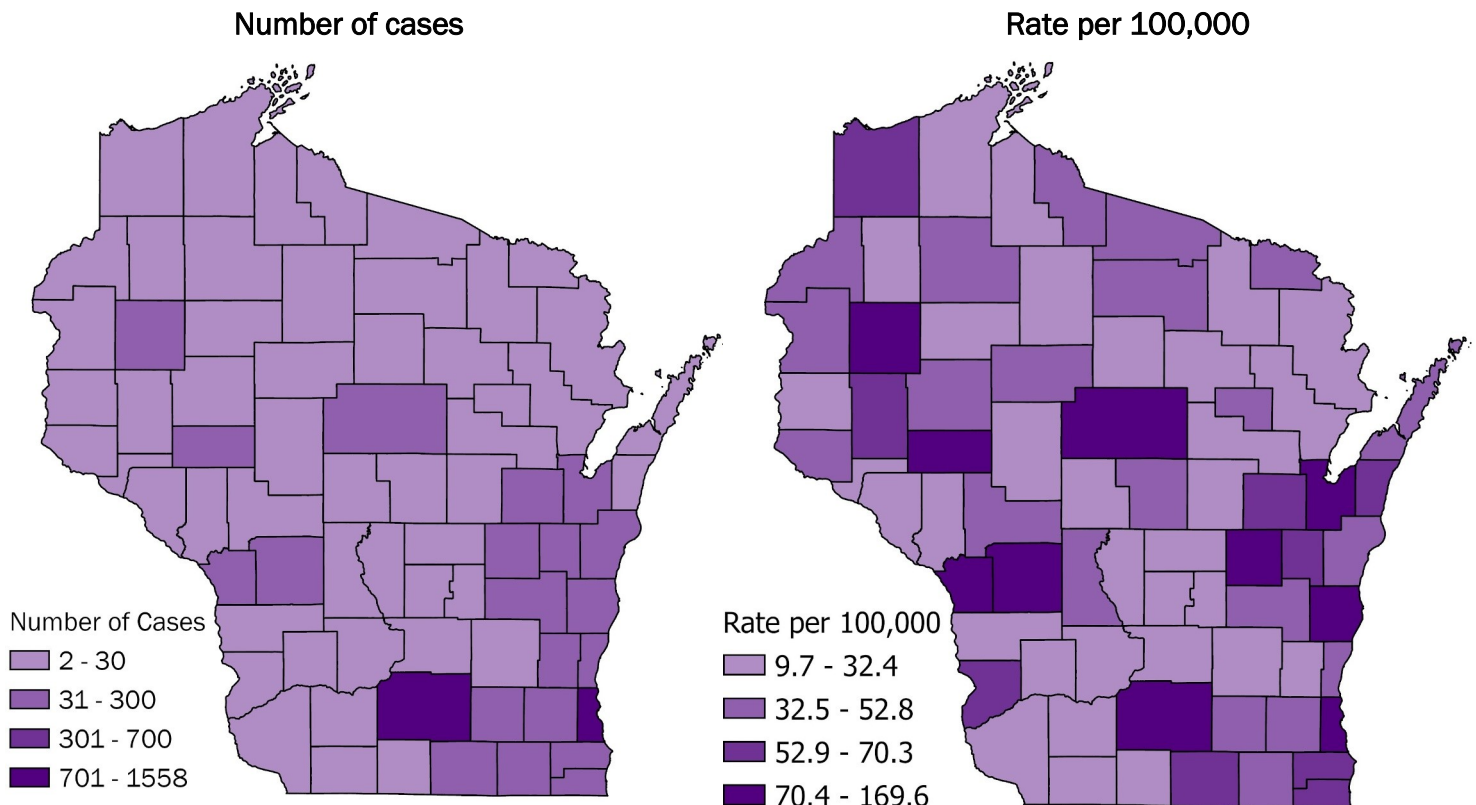 Number of cases
Number of Cases
2 - 30
31 - 300
301 - 700
701 - 1558
Rate per 100,000
Rate per 100,000
9.7 - 32.4
32.5 - 52.8
52.9 - 70.3
70.4 - 169.6